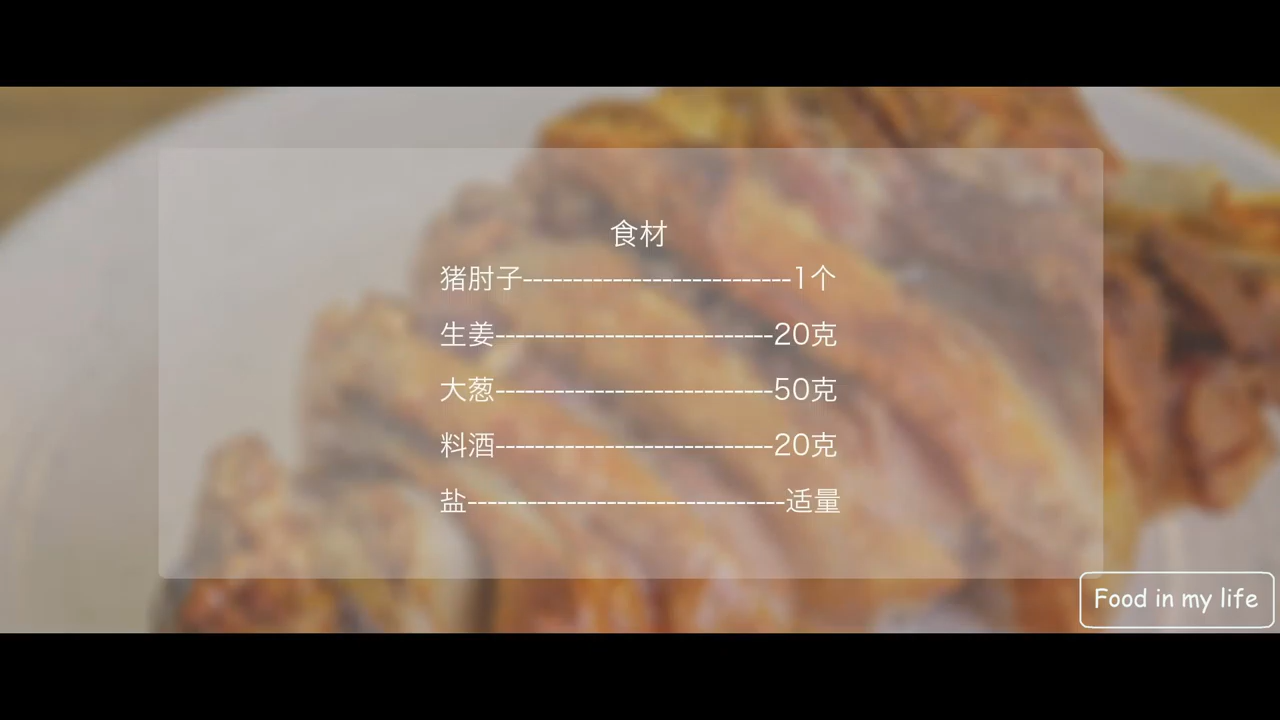 食材
猪肘子---------------------------1个
生姜----------------------------20克
大葱----------------------------50克
料酒----------------------------20克
盐--------------------------------适量
Food in my life